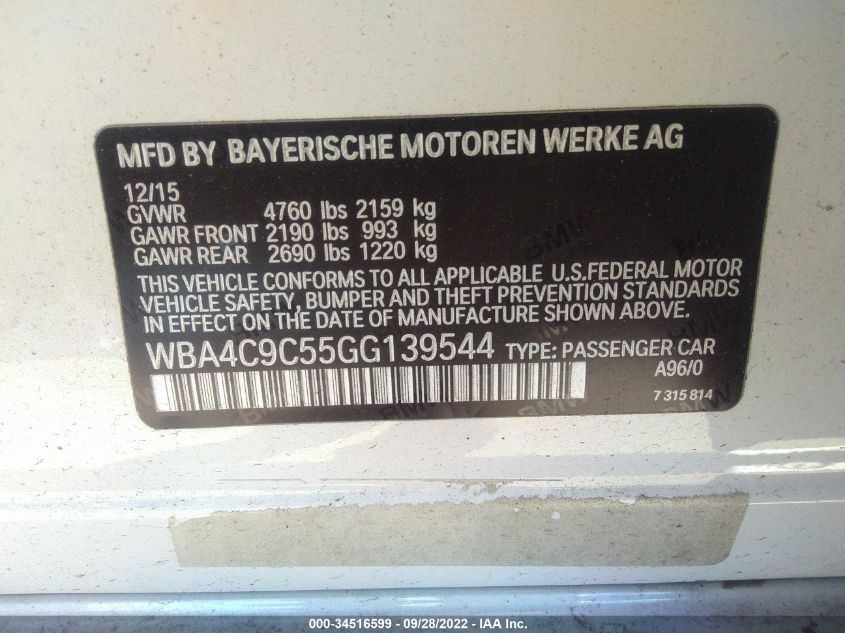 MFD BY BAYERISCHE MOTOREN WERKE AG
12/15
GVWR 4760 lbs 2159 kg
GAWR FRONT 2190 lbs 993 kg
GAWR REAR 2690 lbs 1220 kg
THIS VEHICLE CONFORMS TO ALL APPLICABLE U.S.FEDERAL MOTOR
VEHICLE SAFETY, BUMPER AND THEFT PREVENTION STANDARDS
IN EFFECT ON THE DATE OF MANUFACTURE SHOWN ABOVE.
WBA4C9C55GG139544 TYPE: PASSENGER CAR
A96/0
7 315 814
000-34516599 - 09/28/2022 - IAA Inc.